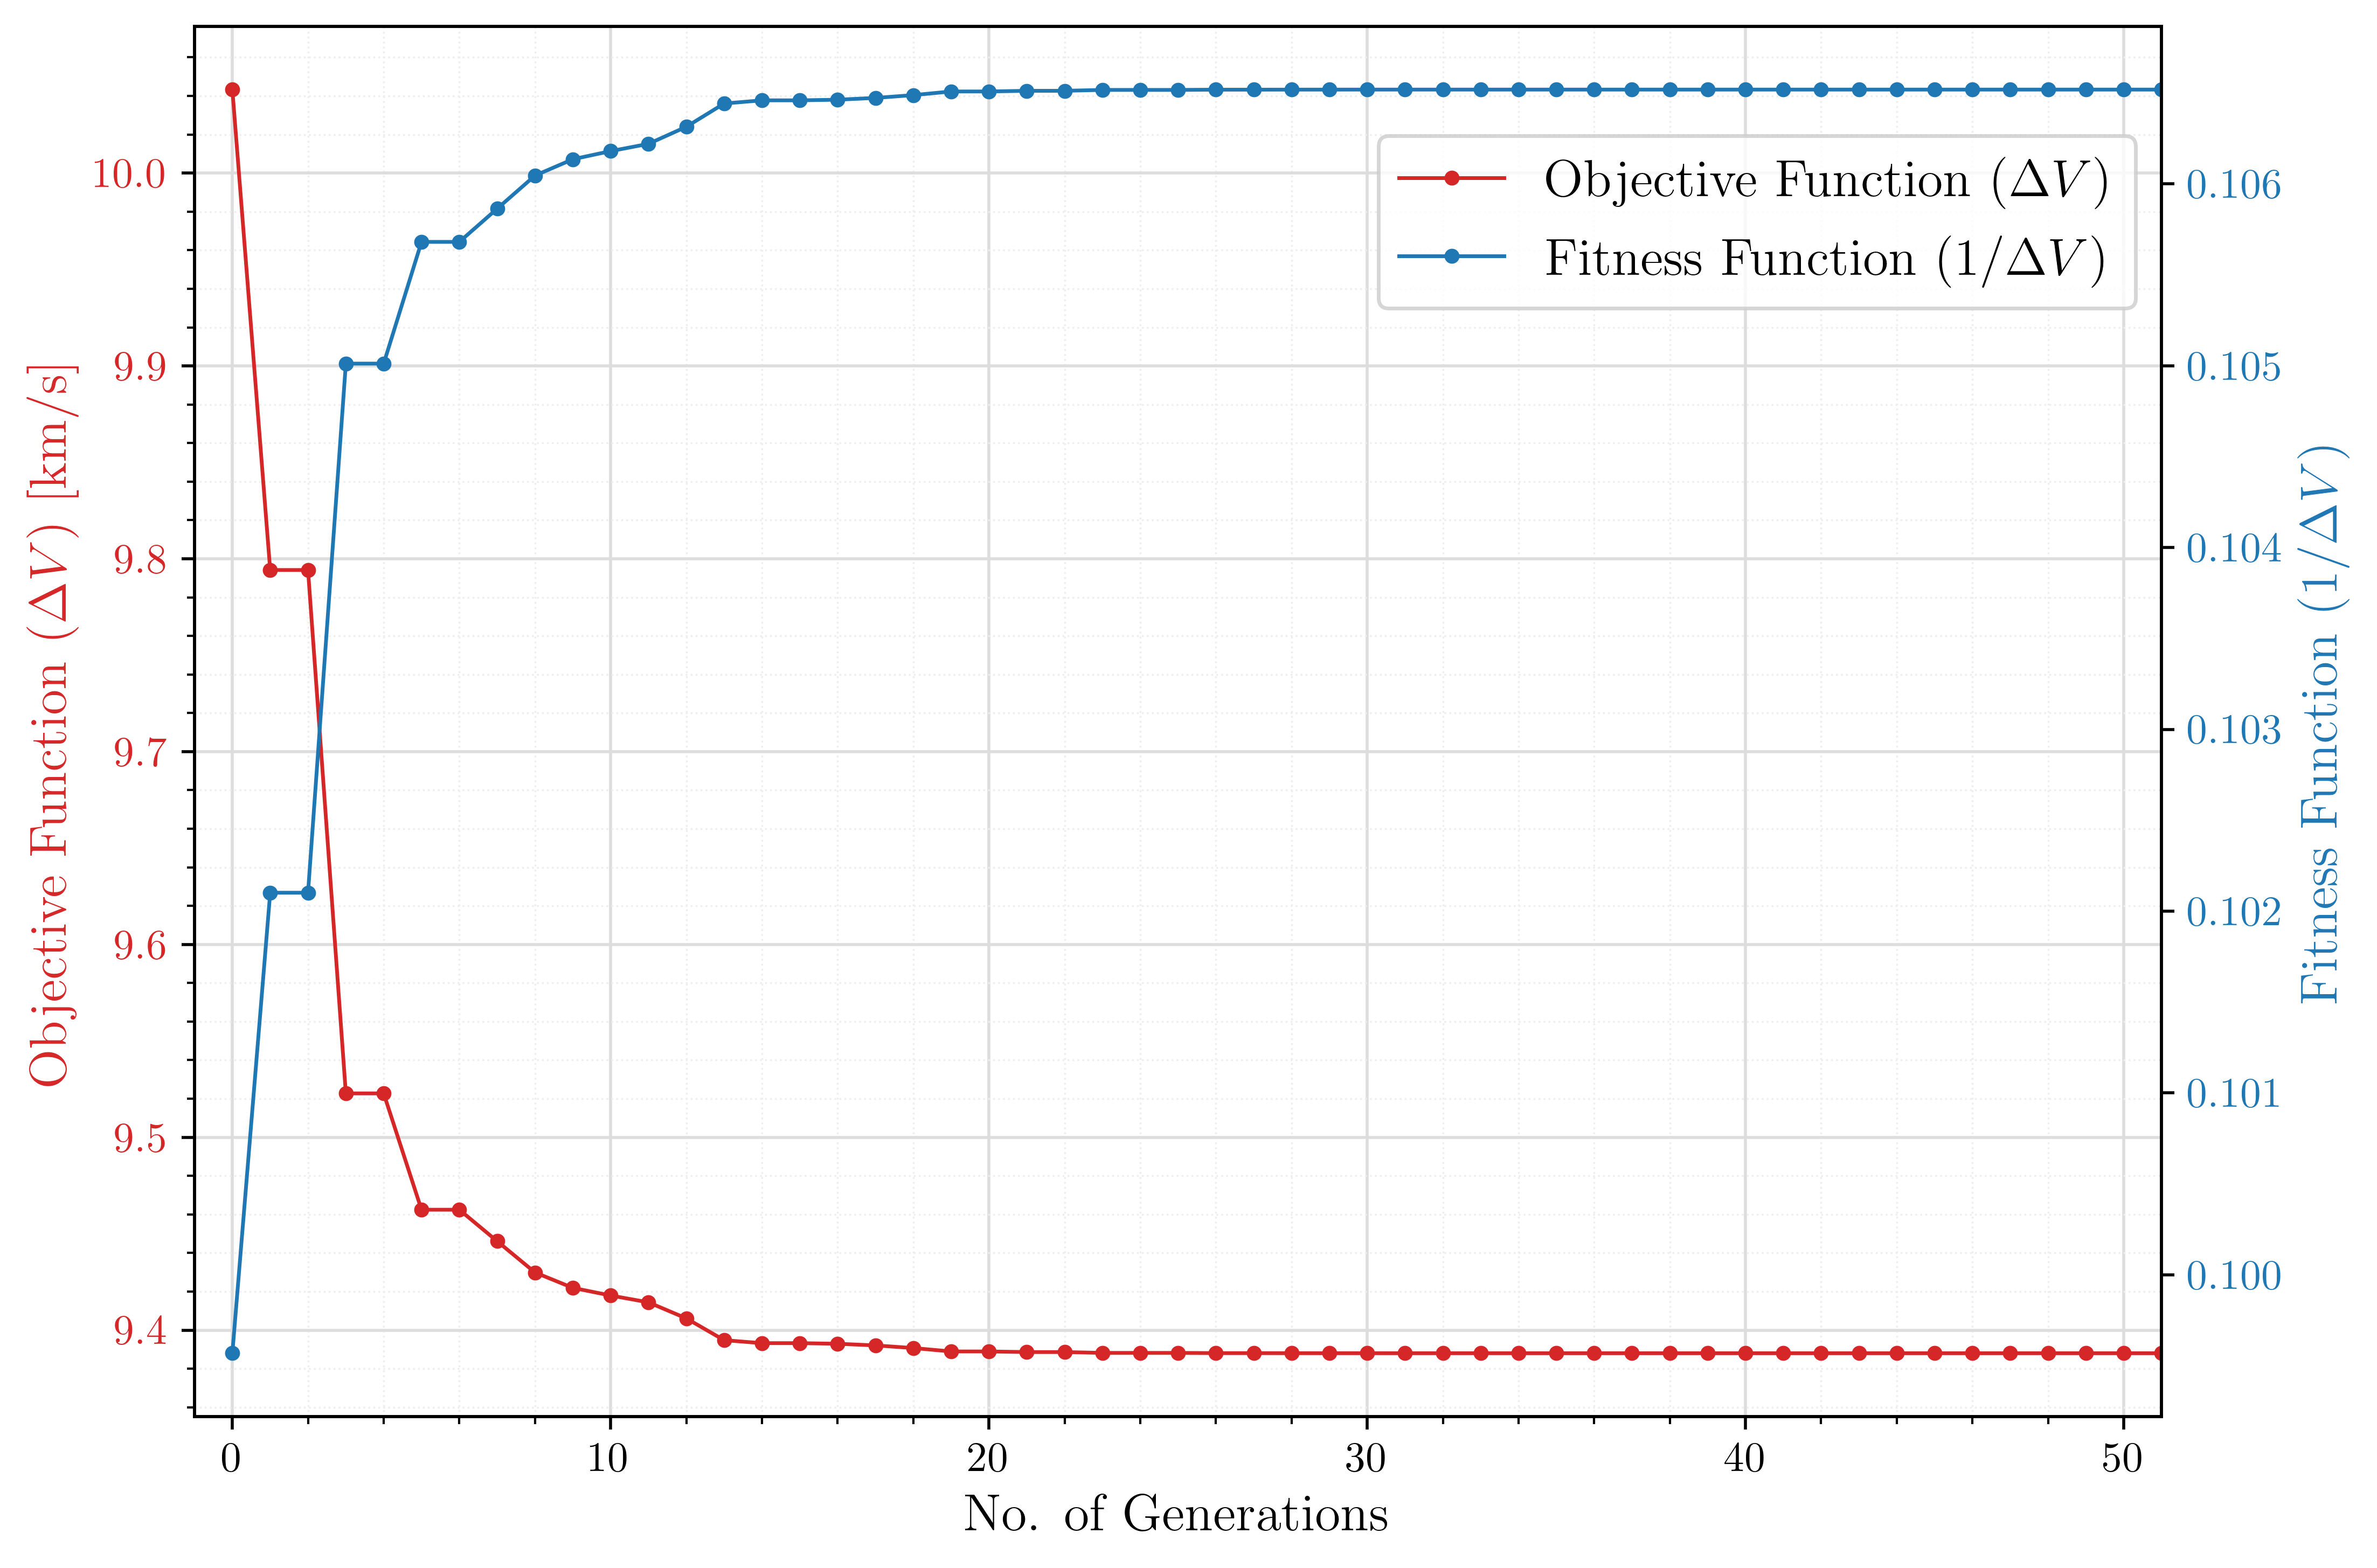 Objective Function (ΔV) [km/s]
10.0
9.9
9.8
9.7
9.6
9.5
9.4
Objective Function (ΔV)
Fitness Function (1/ΔV)
0.106
0.105
0.104
0.103
0.102
0.101
0.100
Fitness Function (1/ΔV)
0 10 20 30 40 50
No. of Generations